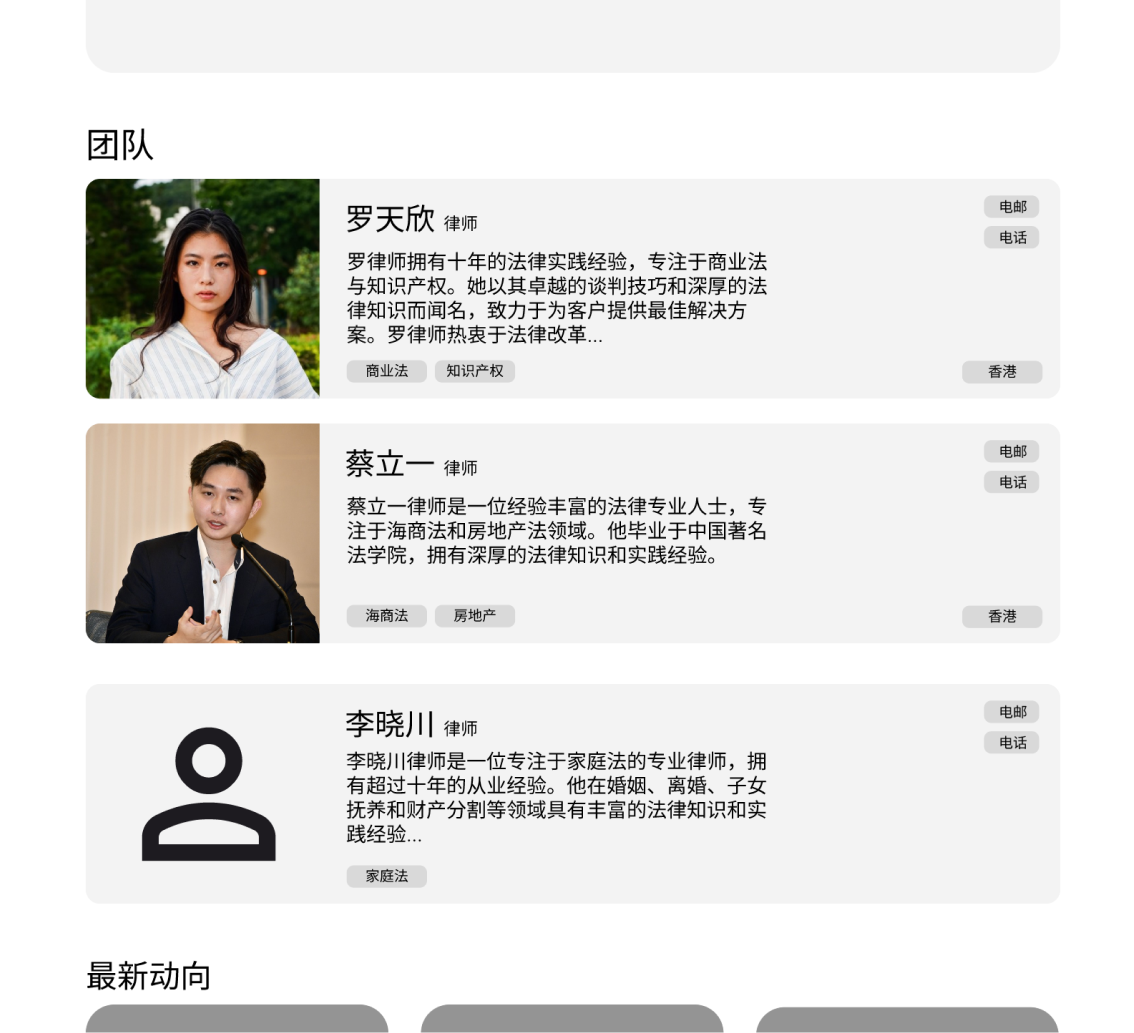 团队
罗天欣 律师
电邮
电话
罗律师拥有十年的法律实践经验，专注于商业法
与知识产权。她以其卓越的谈判技巧和深厚的法
律知识而闻名，致力于为客户提供最佳解决方
案。罗律师热衷于法律改革...
商业法 知识产权 香港
蔡立一 律师
电邮
电话
蔡立一律师是一位经验丰富的法律专业人士，专
注于海商法和房地产法领域。他毕业于中国著名
法学院，拥有深厚的法律知识和实践经验。
海商法 房地产 香港
李晓川 律师
电邮
电话
李晓川律师是一位专注于家庭法的专业律师，拥
有超过十年的从业经验。他在婚姻、离婚、子女
抚养和财产分割等领域具有丰富的法律知识和实
践经验...
家庭法
最新动向